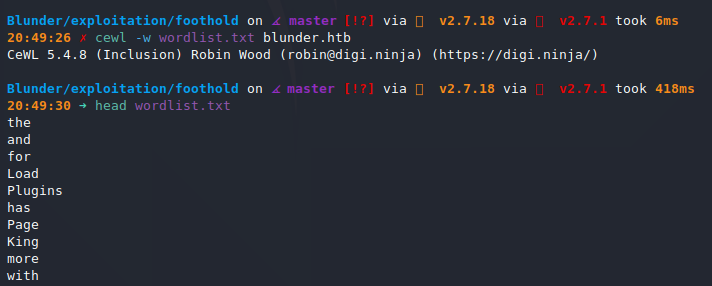 Blunder/exploitation/foothold on ∡ master [!?] via  v2.7.18 via  v2.7.1 took 6ms
20:49:26 ✗ cewl -w wordlist.txt blunder.htb
CeWL 5.4.8 (Inclusion) Robin Wood (robin@digi.ninja) (https://digi.ninja/)
Blunder/exploitation/foothold on ∡ master [!?] via  v2.7.18 via  v2.7.1 took 418ms
20:49:30 ➜ head wordlist.txt
the
and
for
Load
Plugins
has
Page
King
more
with